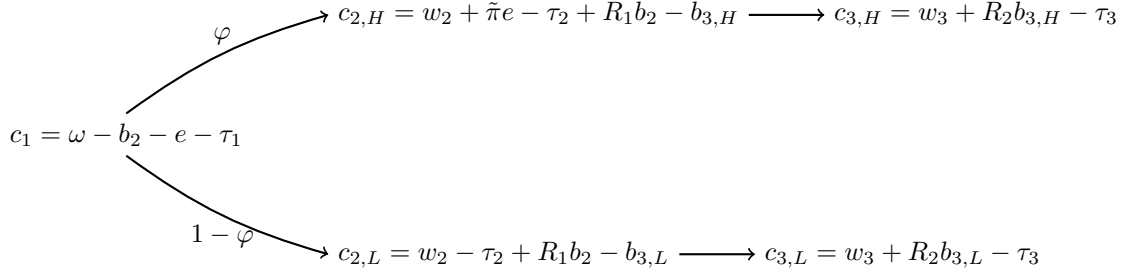 c_{2,H} = w_2 + \tilde{π}e − τ_2 + R_1b_2 − b_{3,H} ⟶ c_{3,H} = w_3 + R_2b_{3,H} − τ_3
φ
c_1 = ω − b_2 − e − τ_1
1 − φ
c_{2,L} = w_2 − τ_2 + R_1b_2 − b_{3,L} ⟶ c_{3,L} = w_3 + R_2b_{3,L} − τ_3